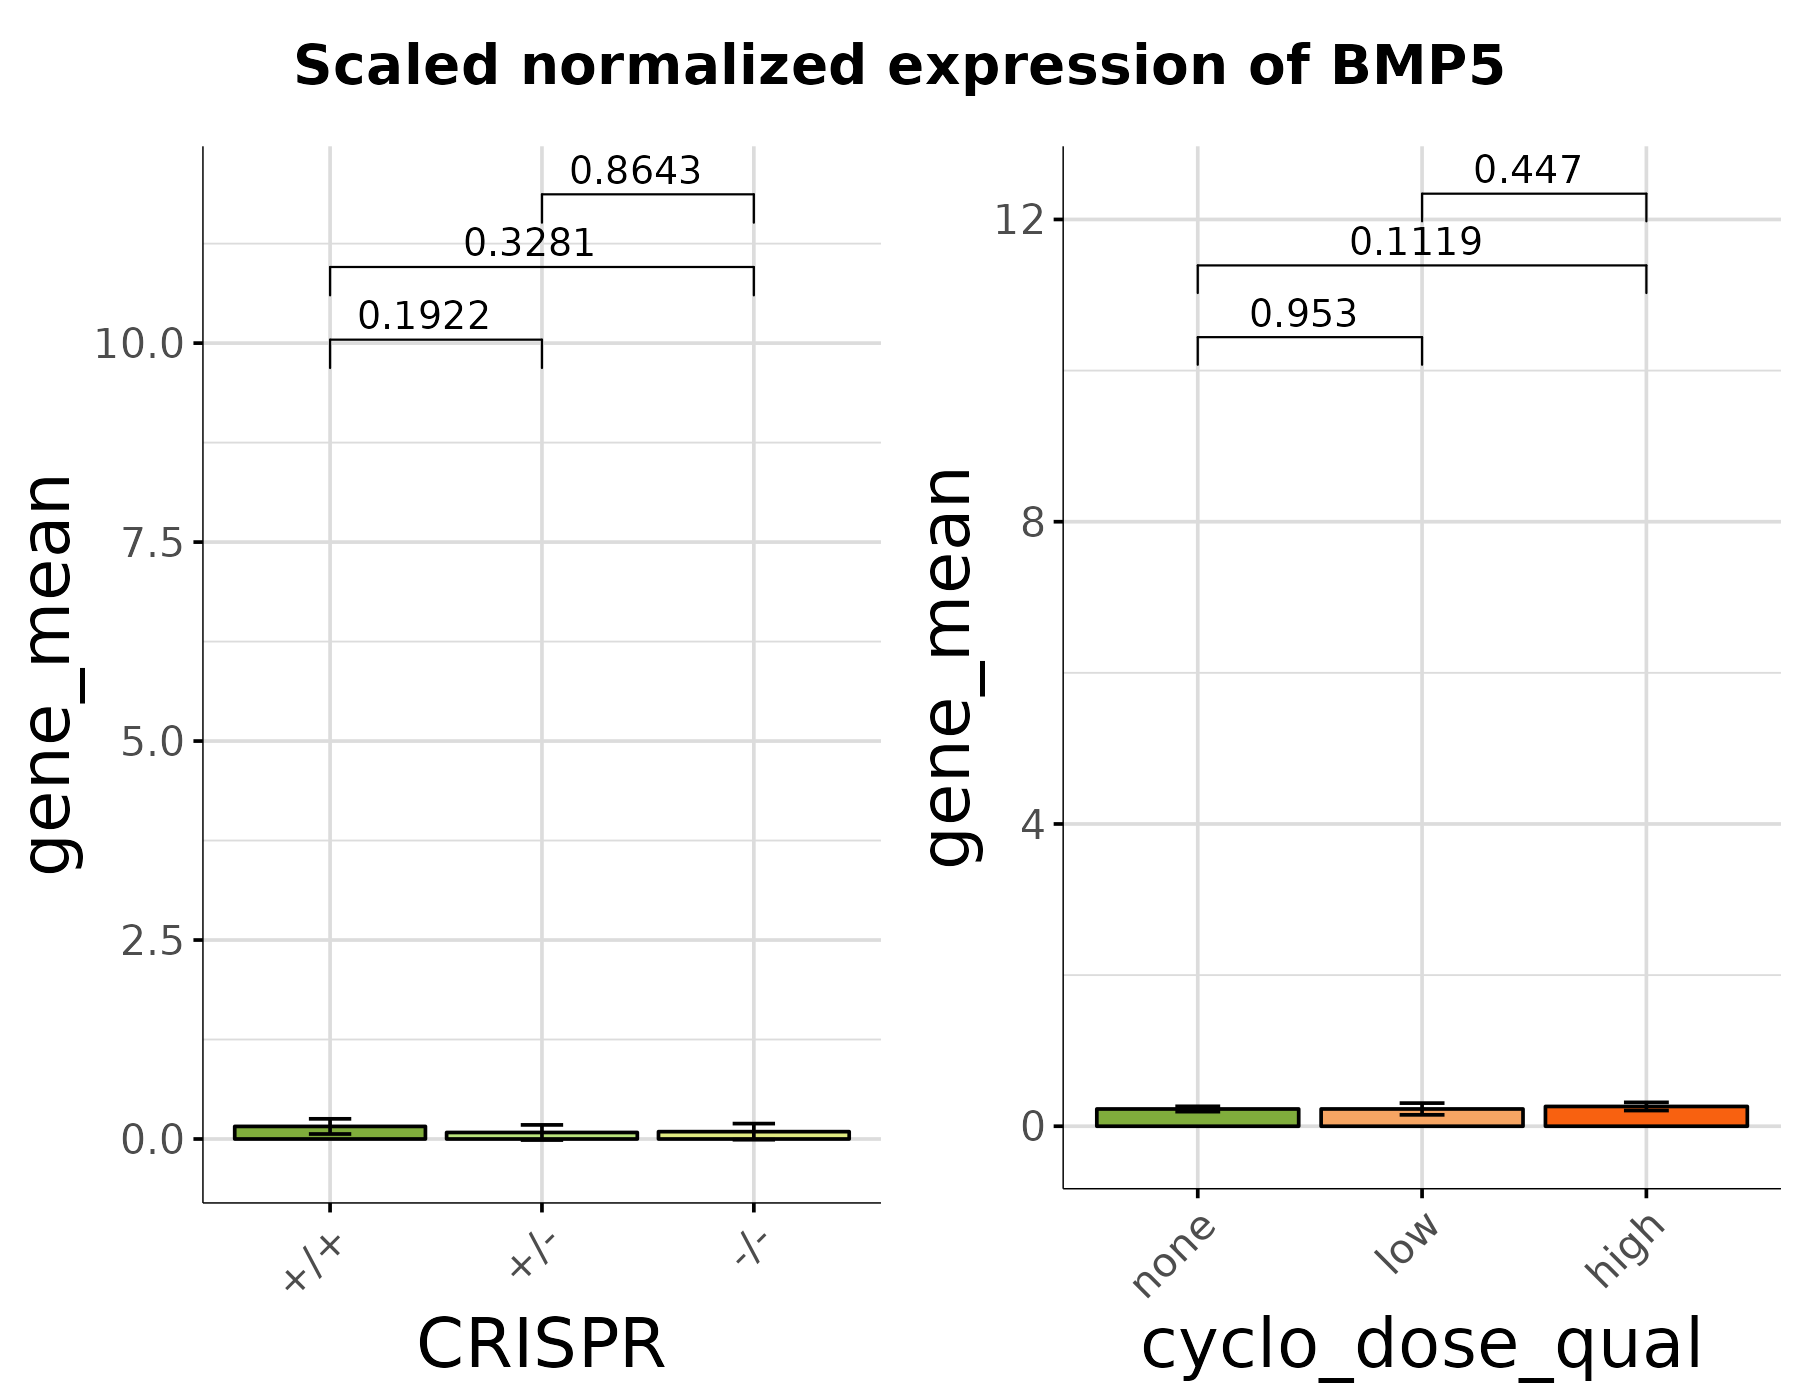 Scaled normalized expression of BMP5
gene_mean
10.0
7.5
5.0
2.5
0.0
0.8643
0.3281
0.1922
+/+
+/-
-/-
CRISPR
gene_mean
12
8
4
0
0.447
0.1119
0.953
none
low
high
cyclo_dose_qual